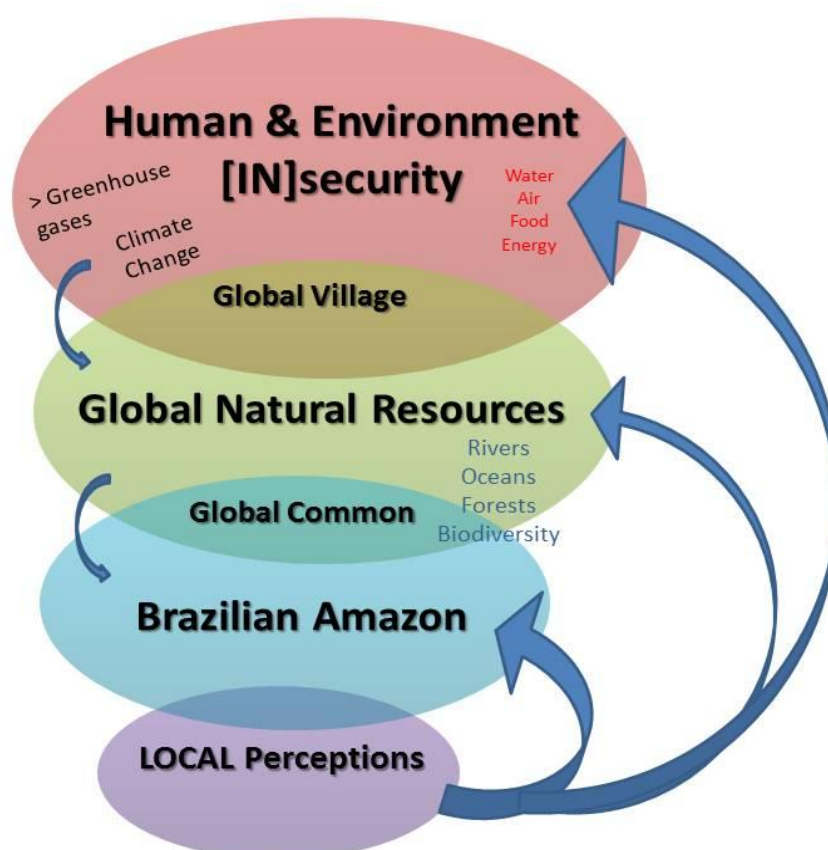 Human & Environment
[IN]security
> Greenhouse
gases
Climate
Change
Water
Air
Food
Energy
Global Village
Global Natural Resources
Rivers
Oceans
Forests
Biodiversity
Global Common
Brazilian Amazon
LOCAL Perceptions